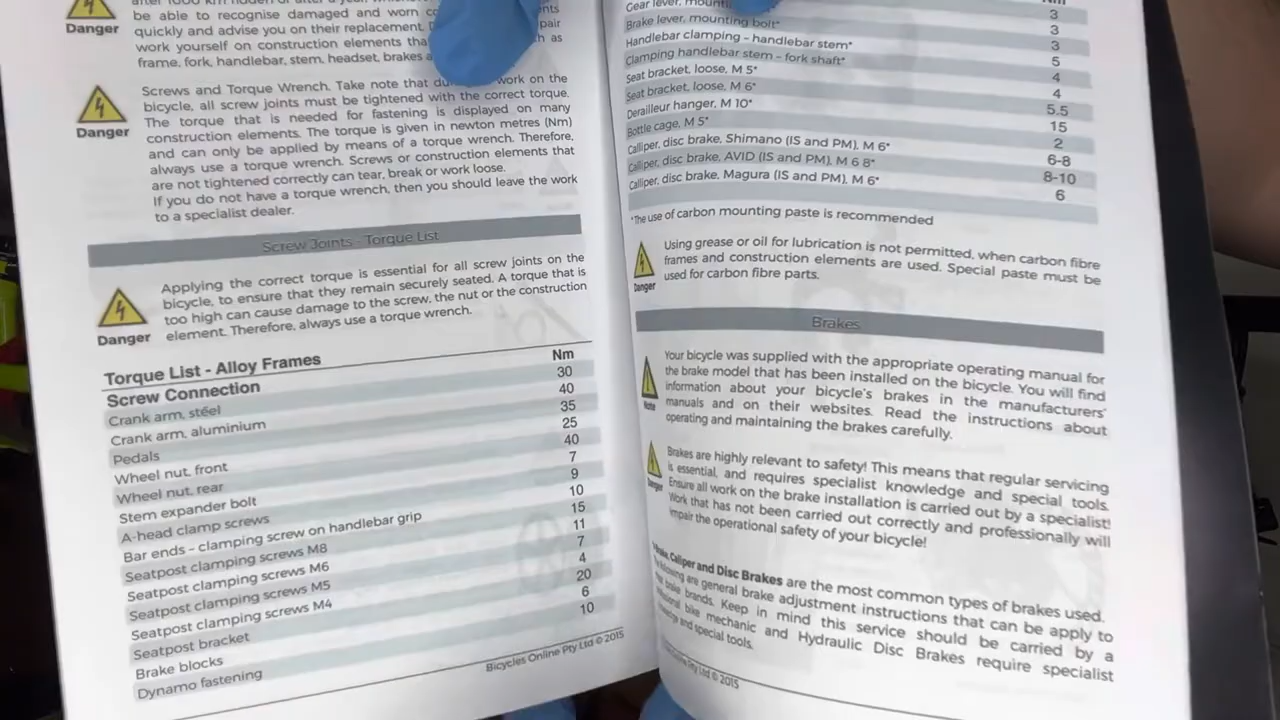 Danger
be able to recognise damaged and worn
quickly and advise you on their replacement.
work yourself on construction elements
frame, fork, handlebar, stem, headset, brakes
pair
as
Danger
Screws and Torque Wrench. Take note that work on the
bicycle, all screw joints must be tightened with the correct torque.
The torque that is needed for fastening is displayed on many
construction elements. The torque is given in newton metres (Nm)
and can only be applied by means of a torque wrench. Therefore,
always use a torque wrench. Screws or construction elements that
are not tightened correctly can tear, break or work loose.
If you do not have a torque wrench, then you should leave the work
to a specialist dealer.
Screw Joints - Torque List
Danger
Applying the correct torque is essential for all screw joints on the
bicycle, to ensure that they remain securely seated. A torque that is
too high can cause damage to the screw, the nut or the construction
element. Therefore, always use a torque wrench.
Torque List - Alloy Frames
Screw Connection Nm
Crank arm, steel 30
Crank arm, aluminium 40
Pedals 35
Wheel nut, front 25
Wheel nut, rear 40
Stem expander bolt 7
A-head clamp screws 9
Bar ends - clamping screw on handlebar grip 10
Seatpost clamping screws M8 15
Seatpost clamping screws M6 11
Seatpost clamping screws M5 7
Seatpost clamping screws M4 4
Seatpost bracket 20
Brake blocks 6
Dynamo fastening 10
Bicycles Online Pty Ltd © 2015
Nm
Gear lever, 3
Brake lever, mounting bolt* 3
Handlebar clamping - handlebar stem* 3
Clamping handlebar stem - fork shaft* 5
Seat bracket, loose, M 5* 4
Seat bracket, loose, M 6* 4
Derailleur hanger, M 10* 5.5
Bottle cage, M 5* 15
Calliper, disc brake, Shimano (IS and PM), M 6* 2
Calliper, disc brake, AVID (IS and PM), M 6 8* 6-8
Calliper, disc brake, Magura (IS and PM), M 6* 8-10
6
*The use of carbon mounting paste is recommended
Danger
Using grease or oil for lubrication is not permitted, when carbon fibre
frames and construction elements are used. Special paste must be
used for carbon fibre parts.
Brakes
Note
Your bicycle was supplied with the appropriate operating manual for
the brake model that has been installed on the bicycle. You will find
information about your bicycle's brakes in the manufacturers'
manuals and on their websites. Read the instructions about
operating and maintaining the brakes carefully.
Danger
Brakes are highly relevant to safety! This means that regular servicing
is essential, and requires specialist knowledge and special tools.
Ensure all work on the brake installation is carried out by a specialist!
Work that has not been carried out correctly and professionally will
impair the operational safety of your bicycle!
Caliper and Disc Brakes are the most common types of brakes used.
following are general brake adjustment instructions that can be apply to
brake brands. Keep in mind this service should be carried by a
bike mechanic and Hydraulic Disc Brakes require specialist
and special tools.
Pty Ltd © 2015